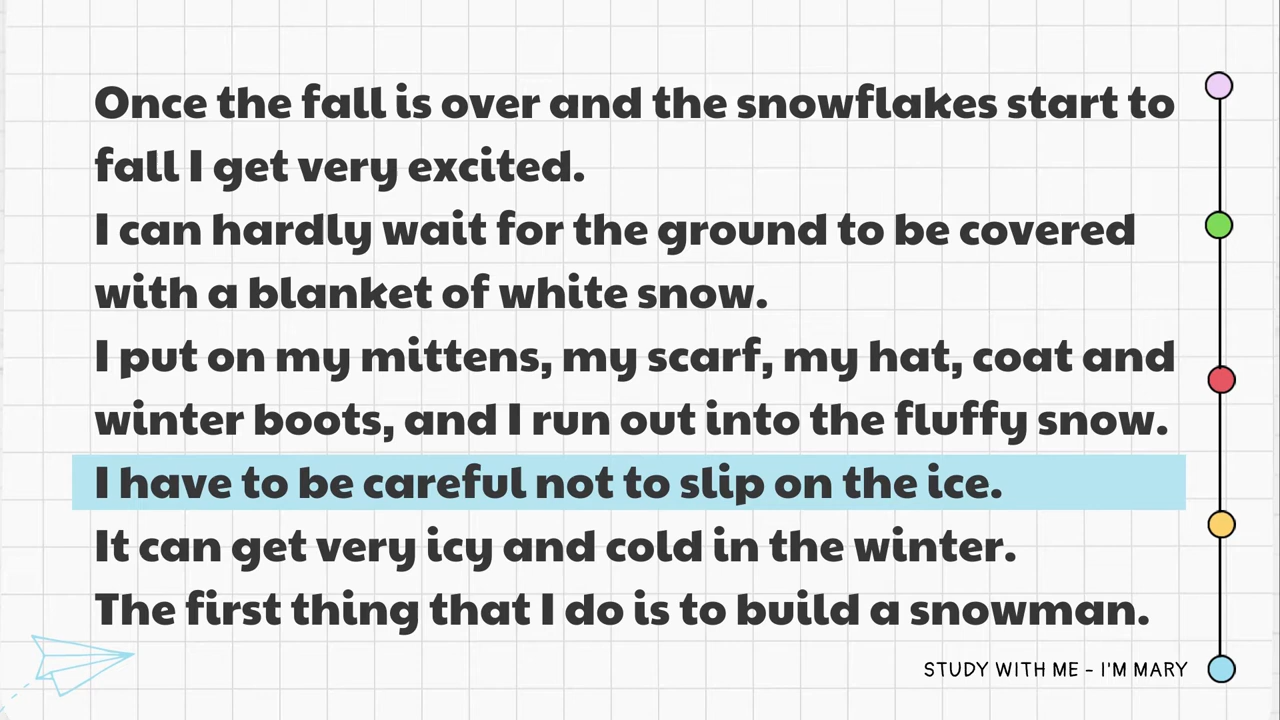 Once the fall is over and the snowflakes start to
fall I get very excited.
I can hardly wait for the ground to be covered
with a blanket of white snow.
I put on my mittens, my scarf, my hat, coat and
winter boots, and I run out into the fluffy snow.
I have to be careful not to slip on the ice.
It can get very icy and cold in the winter.
The first thing that I do is to build a snowman.
STUDY WITH ME - I'M MARY